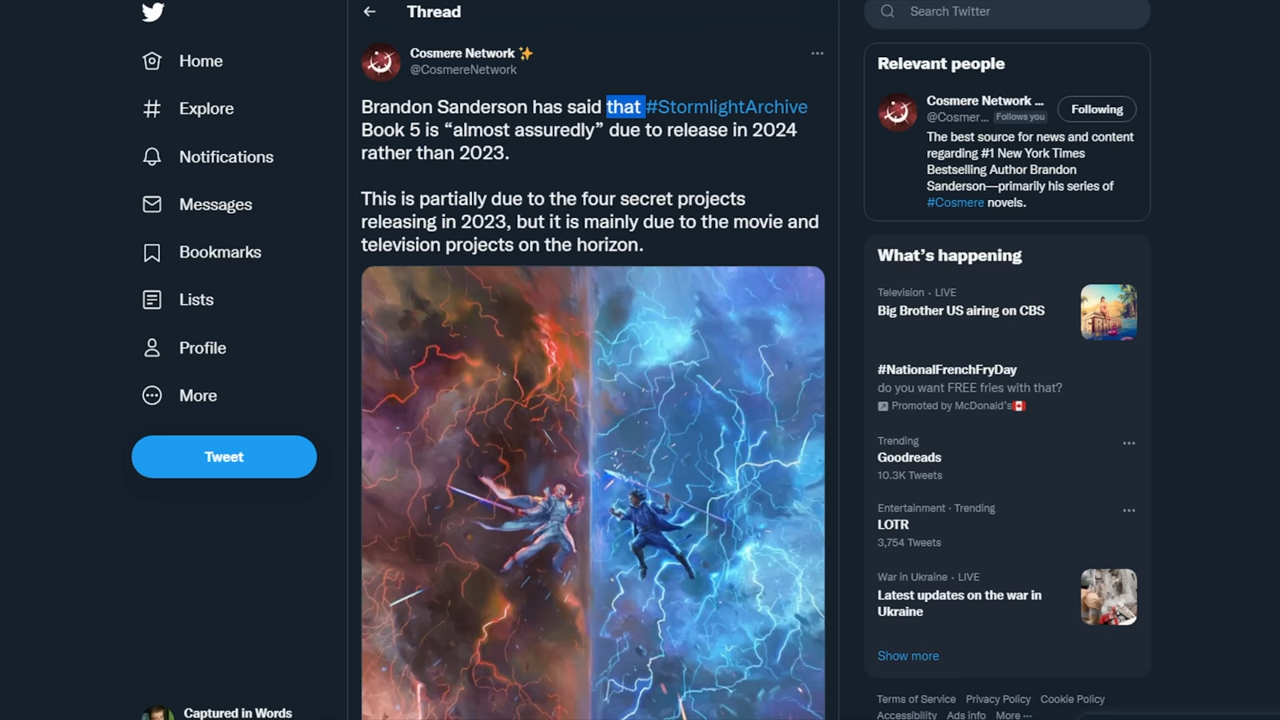 Home
Explore
Notifications
Messages
Bookmarks
Lists
Profile
More
Tweet
Captured in Words
Thread
Cosmere Network ✨
@CosmereNetwork
Brandon Sanderson has said that #StormlightArchive
Book 5 is “almost assuredly” due to release in 2024
rather than 2023.
This is partially due to the four secret projects
releasing in 2023, but it is mainly due to the movie and
television projects on the horizon.
Search Twitter
Relevant people
Cosmere Network ...
@Cosmer... Follows you
Following
The best source for news and content
regarding #1 New York Times
Bestselling Author Brandon
Sanderson—primarily his series of
#Cosmere novels.
What’s happening
Television · LIVE
Big Brother US airing on CBS
#NationalFrenchFryDay
do you want FREE fries with that?
Promoted by McDonald's🇨🇦
Trending
Goodreads
10.3K Tweets
Entertainment · Trending
LOTR
3,754 Tweets
War in Ukraine · LIVE
Latest updates on the war in
Ukraine
Show more
Terms of Service Privacy Policy Cookie Policy
Accessibility Ads info More ···